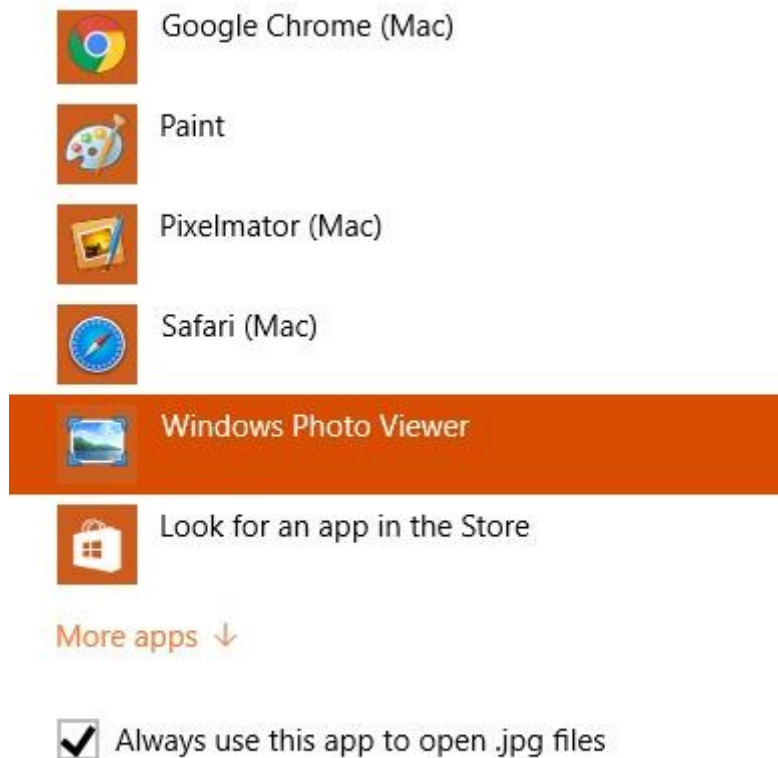 Google Chrome (Mac)
Paint
Pixelmator (Mac)
Safari (Mac)
Windows Photo Viewer
Look for an app in the Store
More apps ↓
Always use this app to open .jpg files